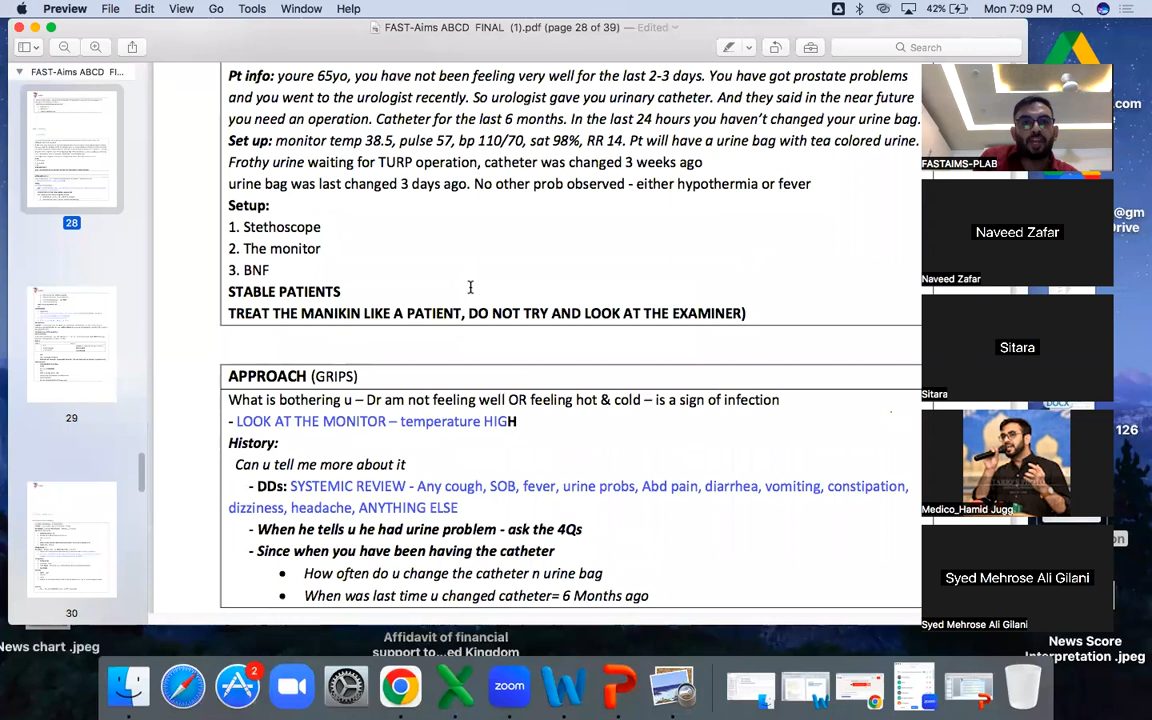 Preview File Edit View Go Tools Window Help
42% Mon 7:09 PM
FAST-Aims ABCD FINAL (1).pdf (page 28 of 39) — Edited
Search
FAST-Aims ABCD FI...
28
29
30
Pt info: youre 65yo, you have not been feeling very well for the last 2-3 days. You have got prostate problems
and you went to the urologist recently. So urologist gave you urinary catheter. And they said in the near future
you need an operation. Catheter for the last 6 months. In the last 24 hours you haven't changed your urine bag.
Set up: monitor temp 38.5, pulse 57, bp 110/70, sat 98%, RR 14. Pt will have a urine bag with tea colored urine.
Frothy urine waiting for TURP operation, catheter was changed 3 weeks ago
urine bag was last changed 3 days ago. No other prob observed - either hypothermia or fever
Setup:
1. Stethoscope
2. The monitor
3. BNF
STABLE PATIENTS
TREAT THE MANIKIN LIKE A PATIENT, DO NOT TRY AND LOOK AT THE EXAMINER)
APPROACH (GRIPS)
What is bothering u – Dr am not feeling well OR feeling hot & cold – is a sign of infection
- LOOK AT THE MONITOR – temperature HIGH
History:
Can u tell me more about it
- DDs: SYSTEMIC REVIEW - Any cough, SOB, fever, urine probs, Abd pain, diarrhea, vomiting, constipation,
dizziness, headache, ANYTHING ELSE
- When he tells u he had urine problem - ask the 4Qs
- Since when you have been having the catheter
• How often do u change the catheter n urine bag
• When was last time u changed catheter= 6 Months ago
FASTAIMS-PLAB
Naveed Zafar
Naveed Zafar
Sitara
Sitara
Medico_Hamid Jugg
Syed Mehrose Ali Gilani
Syed Mehrose Ali Gilani
.com
@gm
Drive
126
News chart .jpeg
Affidavit of financial
support to...ed Kingdom
News Score
Interpretation .jpeg
2
zoom